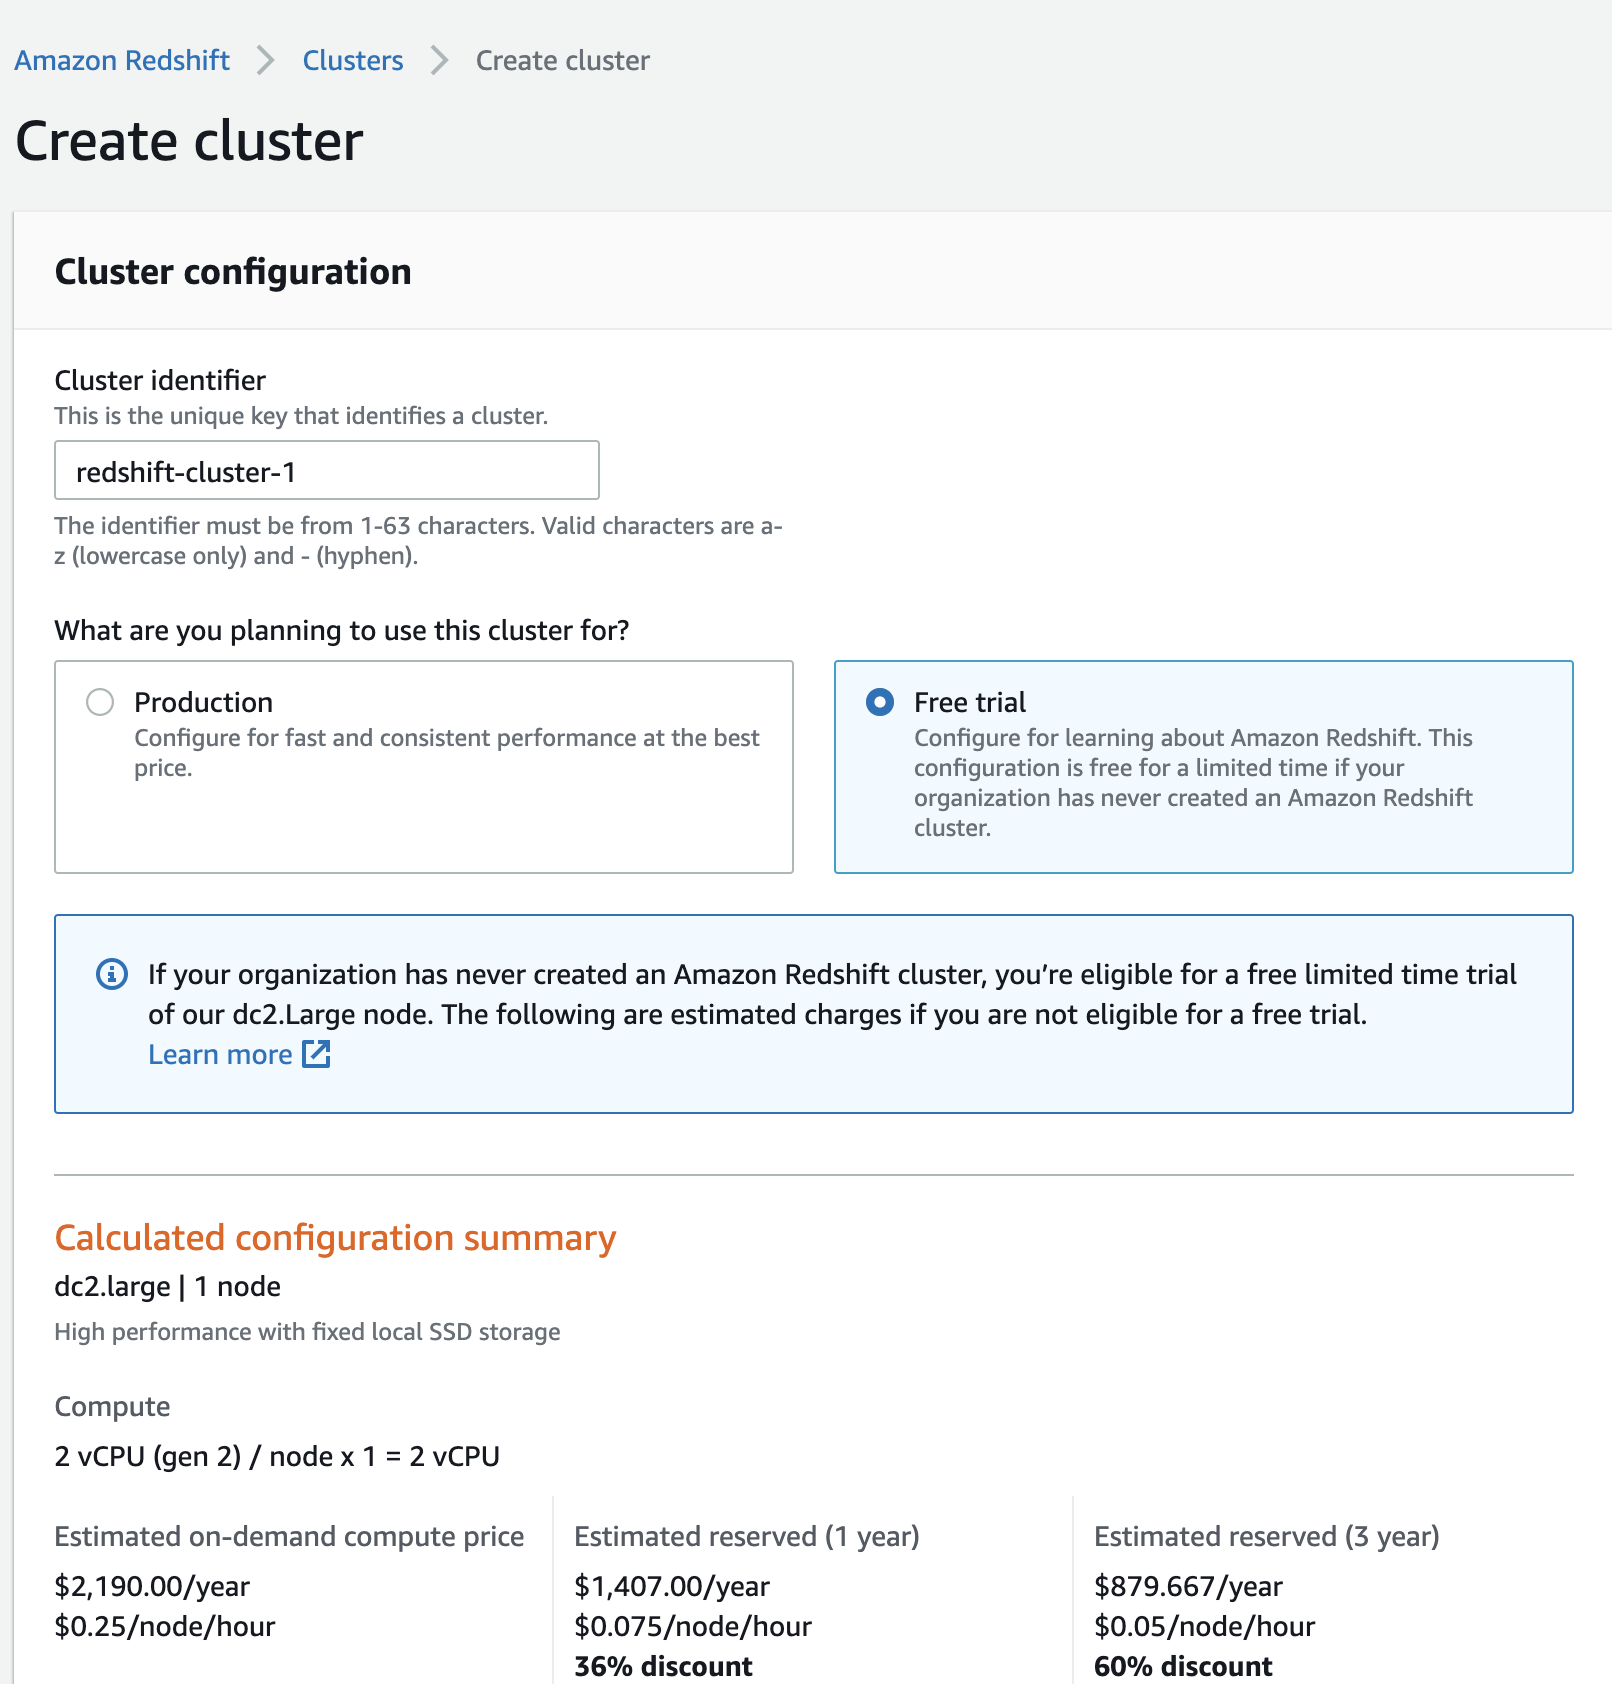 Amazon Redshift > Clusters > Create cluster
Create cluster
Cluster configuration
Cluster identifier
This is the unique key that identifies a cluster.
redshift-cluster-1
The identifier must be from 1-63 characters. Valid characters are a-
z (lowercase only) and - (hyphen).
What are you planning to use this cluster for?
Production
Configure for fast and consistent performance at the best
price.
Free trial
Configure for learning about Amazon Redshift. This
configuration is free for a limited time if your
organization has never created an Amazon Redshift
cluster.
If your organization has never created an Amazon Redshift cluster, you’re eligible for a free limited time trial
of our dc2.Large node. The following are estimated charges if you are not eligible for a free trial.
Learn more
Calculated configuration summary
dc2.large | 1 node
High performance with fixed local SSD storage
Compute
2 vCPU (gen 2) / node x 1 = 2 vCPU
Estimated on-demand compute price
$2,190.00/year
$0.25/node/hour
Estimated reserved (1 year)
$1,407.00/year
$0.075/node/hour
36% discount
Estimated reserved (3 year)
$879.667/year
$0.05/node/hour
60% discount